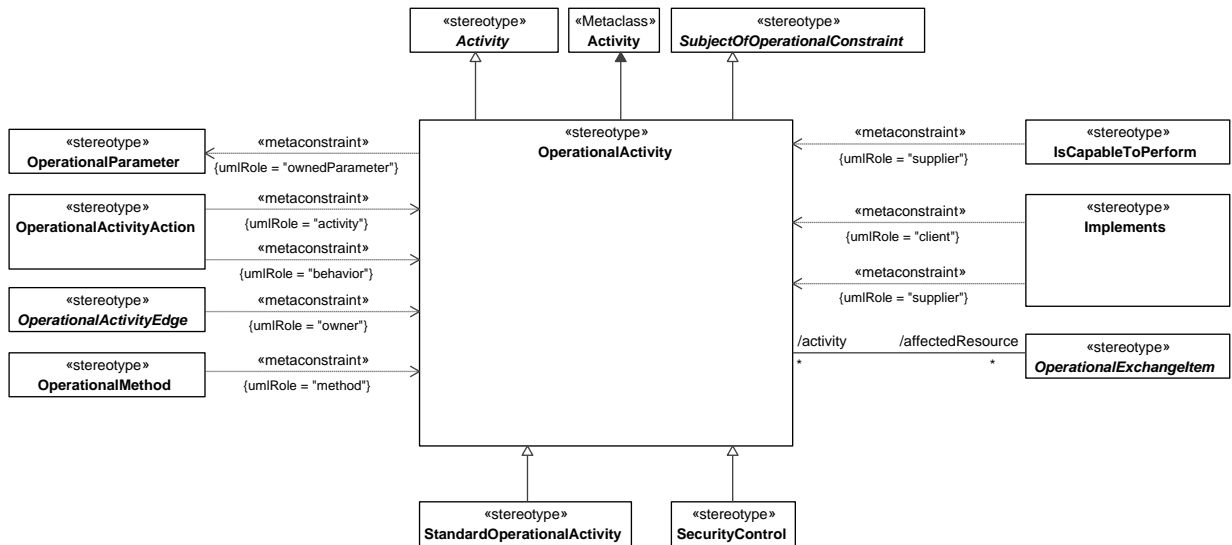 «stereotype»
Activity
«Metaclass»
Activity
«stereotype»
SubjectOfOperationalConstraint
«stereotype»
OperationalActivity
«stereotype»
OperationalParameter
«metaconstraint»
{umlRole = "ownedParameter"}
«stereotype»
OperationalActivityAction
«metaconstraint»
{umlRole = "activity"}
«metaconstraint»
{umlRole = "behavior"}
«stereotype»
OperationalActivityEdge
«metaconstraint»
{umlRole = "owner"}
«stereotype»
OperationalMethod
«metaconstraint»
{umlRole = "method"}
«metaconstraint»
{umlRole = "supplier"}
«stereotype»
IsCapableToPerform
«metaconstraint»
{umlRole = "client"}
«stereotype»
Implements
«metaconstraint»
{umlRole = "supplier"}
/activity
/affectedResource
*
*
«stereotype»
OperationalExchangeItem
«stereotype»
StandardOperationalActivity
«stereotype»
SecurityControl